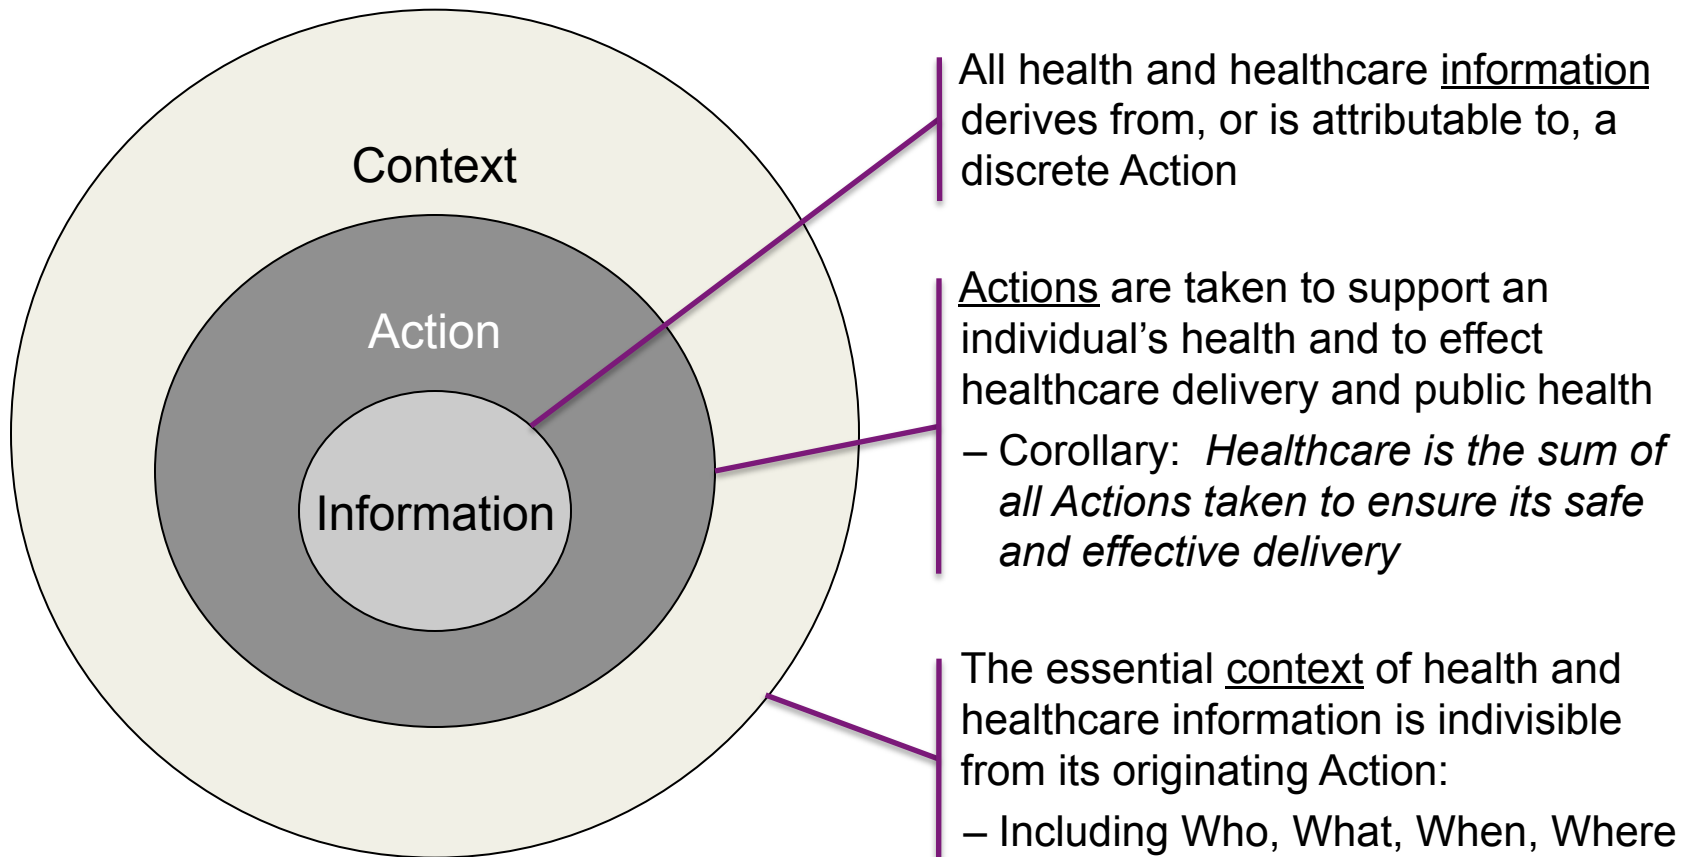 Context
Action
Information
All health and healthcare information
derives from, or is attributable to, a
discrete Action
Actions are taken to support an
individual’s health and to effect
healthcare delivery and public health
– Corollary:  Healthcare is the sum of
all Actions taken to ensure its safe
and effective delivery
The essential context of health and
healthcare information is indivisible
from its originating Action:
– Including Who, What, When, Where